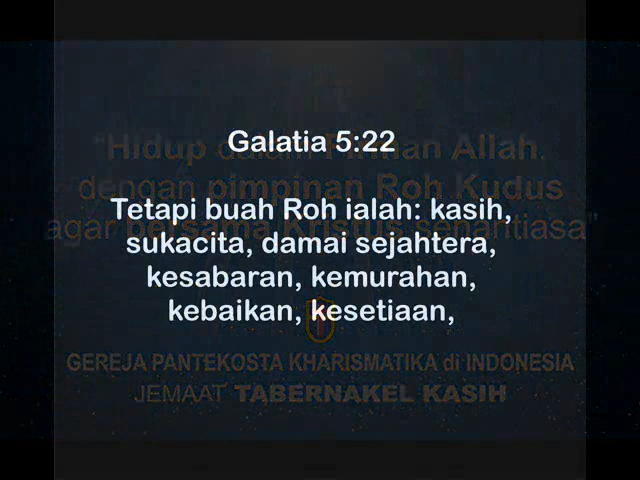 Galatia 5:22
"Hidup dalam Firman Allah.
dengan pimpinan Roh Kudus
Tetapi buah Roh ialah: kasih,
agar bersama Kristus senantiasa"
sukacita, damai sejahtera,
kesabaran, kemurahan,
kebaikan, kesetiaan,
GEREJA PANTEKOSTA KHARISMATIKA di INDONESIA
JEMAAT TABERNAKEL KASIH